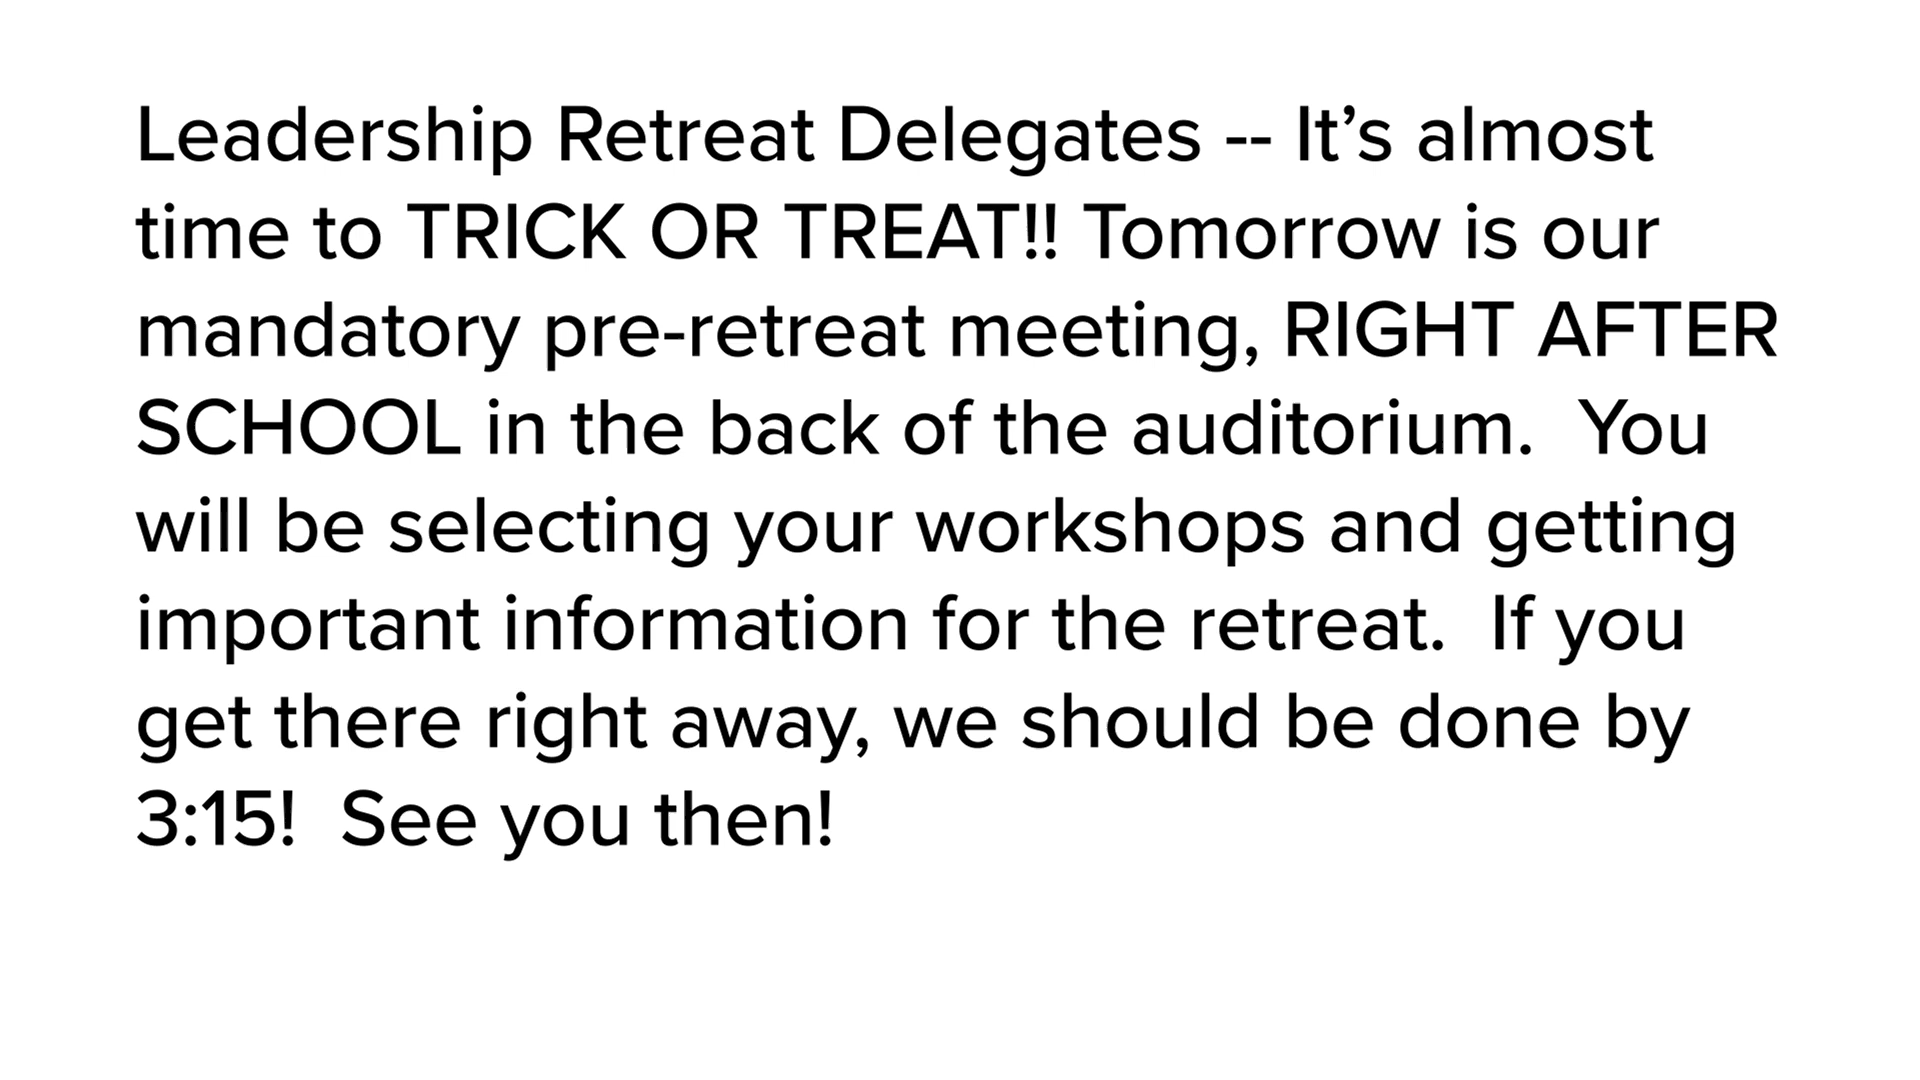 Leadership Retreat Delegates -- It’s almost
time to TRICK OR TREAT!! Tomorrow is our
mandatory pre-retreat meeting, RIGHT AFTER
SCHOOL in the back of the auditorium.  You
will be selecting your workshops and getting
important information for the retreat.  If you
get there right away, we should be done by
3:15!  See you then!